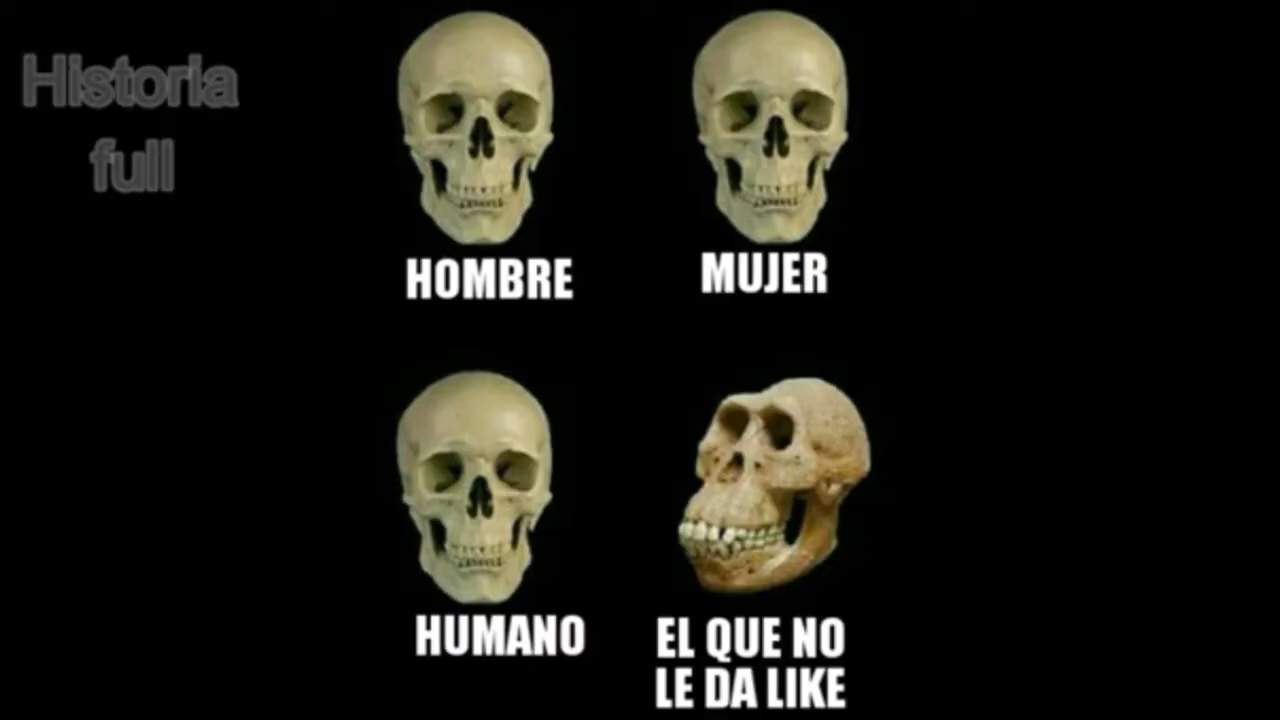 Historia
full
HOMBRE
MUJER
HUMANO
EL QUE NO
LE DA LIKE